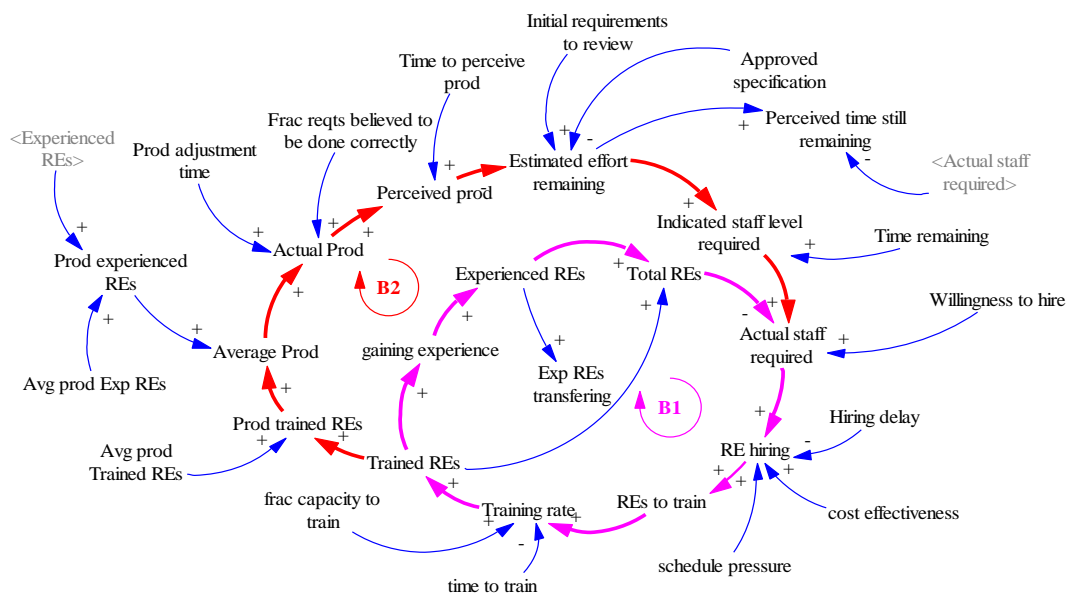 Initial requirements
to review
Time to perceive
prod
Approved
specification
Frac reqts believed to
be done correctly
<Experienced
REs>
Prod adjustment
time
+
-
+
Perceived time still
remaining
-
<Actual staff
required>
Estimated effort
remaining
+
Perceived prod
-
+
Indicated staff level
required
+
+
+
+
Actual Prod
+
Time remaining
Prod experienced
REs
+
B2
Experienced REs
+
Total REs
+
+
Willingness to hire
+
-
+
Actual staff
required
+
Average Prod
+
gaining experience
+
Avg prod Exp REs
+
+
Exp REs
transfering
B1
+
+
Prod trained REs
+
+
Hiring delay
-
Avg prod
Trained REs
Trained REs
+
RE hiring
+
+
+
frac capacity to
train
Training rate
+
+
-
REs to train
cost effectiveness
schedule pressure
time to train